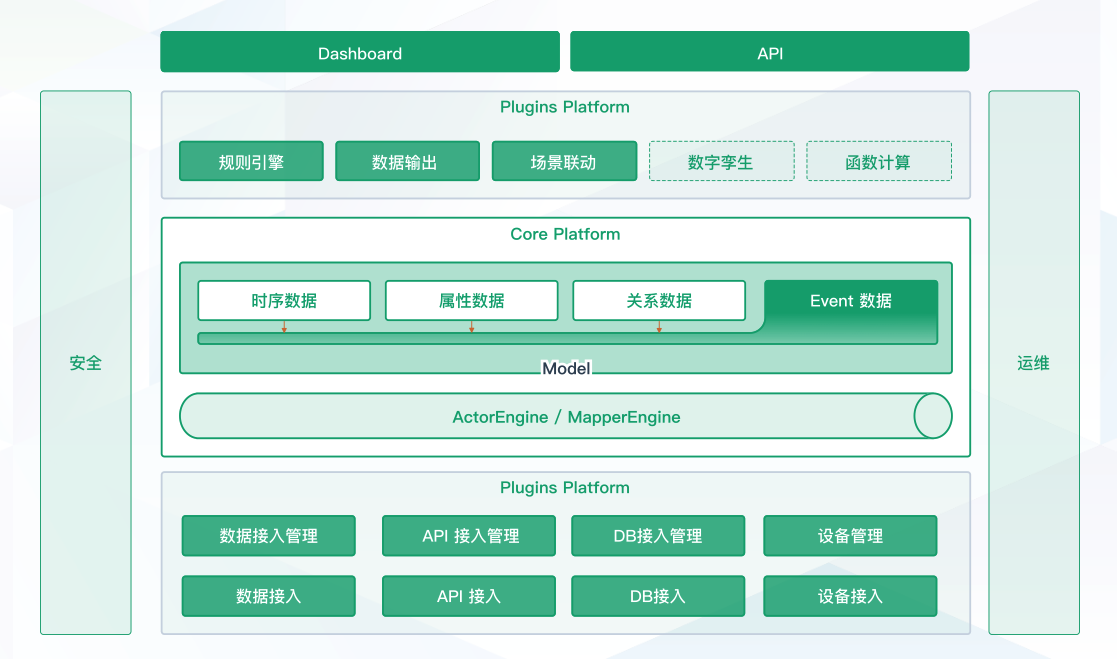 Dashboard
API
Plugins Platform
规则引擎
数据输出
场景联动
数字孪生
函数计算
安全
Core Platform
时序数据
属性数据
关系数据
Event 数据
Model
ActorEngine / MapperEngine
运维
Plugins Platform
数据接入管理
API 接入管理
DB接入管理
设备管理
数据接入
API 接入
DB接入
设备接入